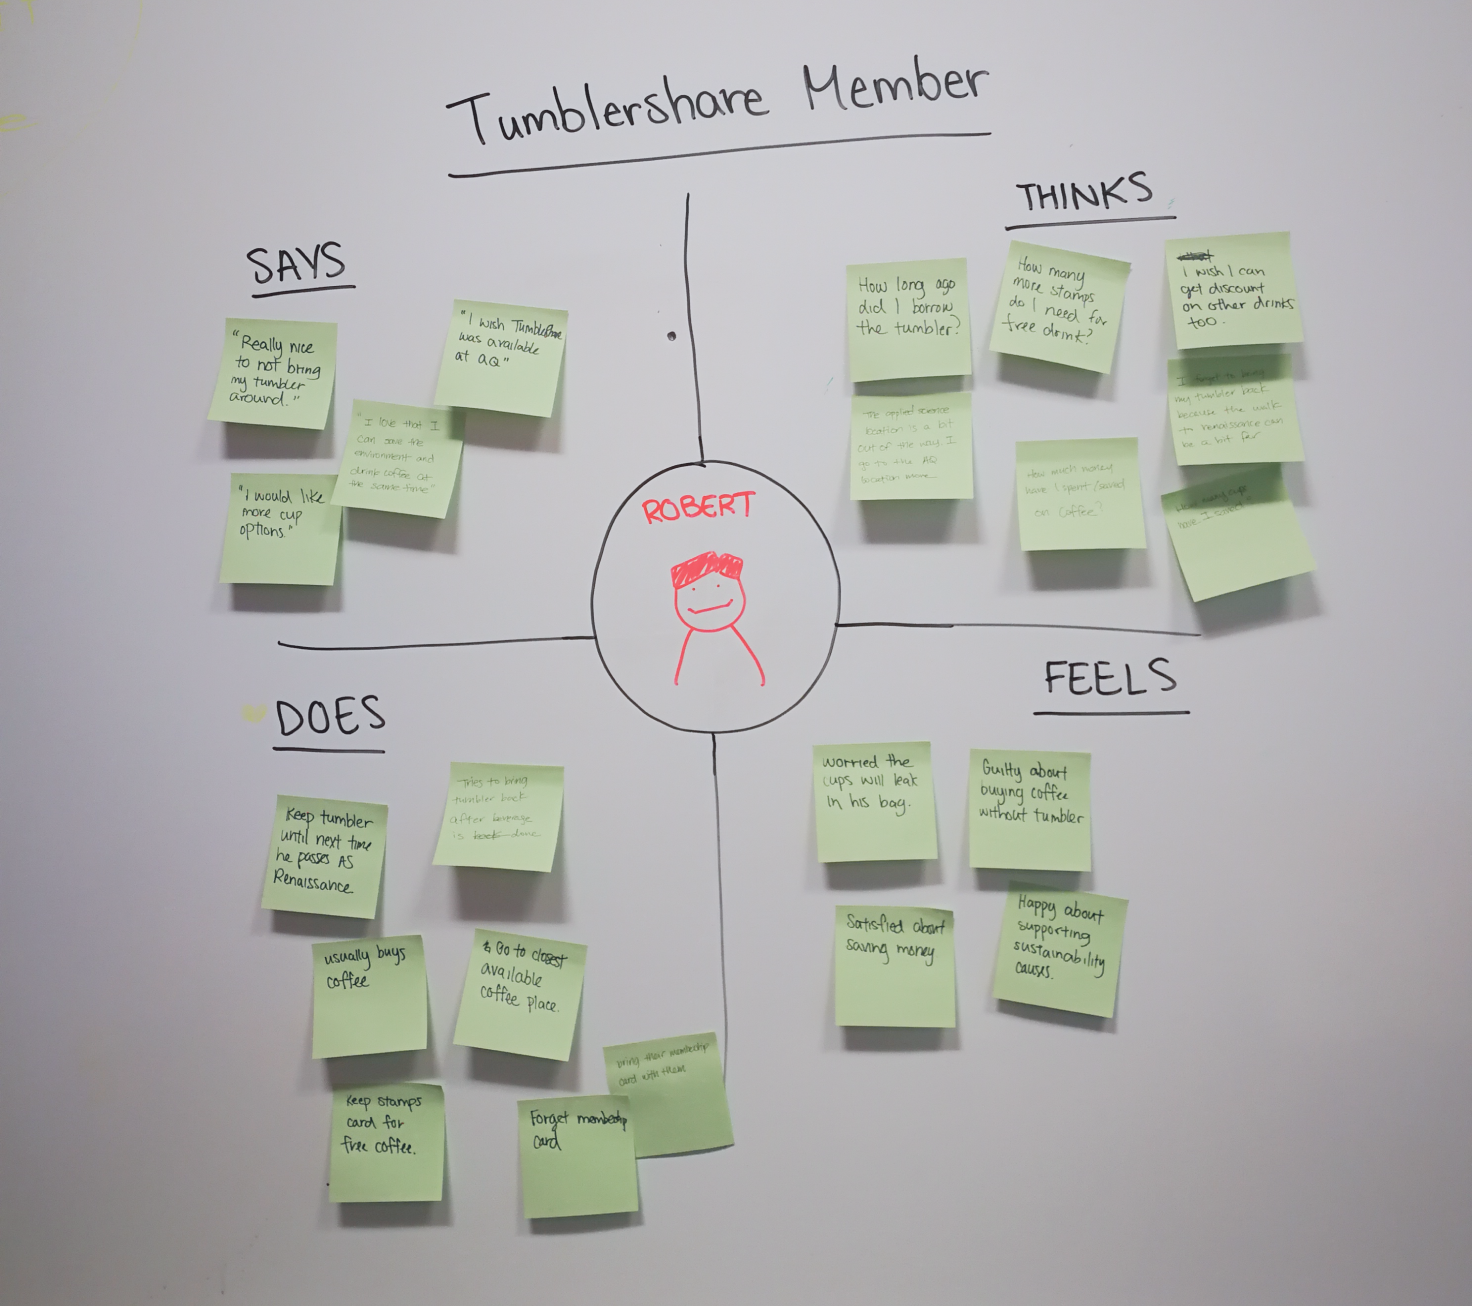 Tumblershare Member
SAYS
"Really nice
to not bring
my tumbler
around."
"I wish Tumbleshare
was available
at AQ"
"I love that I
can save the
environment and
drink coffee at
the same time"
"I would like
more cup
options."
THINKS
How long ago
did I borrow
the tumbler?
How many
more stamps
do I need for
free drink?
I wish I can
get discount
on other drinks
too.
The applied science
location is a bit
out of the way. I
go to the AQ
location more
How much money
have I spent/saved
on coffee?
I forget to bring
my tumbler back
because the walk
to renaissance can
be a bit far
How many cups
have I saved?
ROBERT
DOES
Keep tumbler
until next time
he passes AS
Renaissance
Tries to bring
tumbler back
after beverage
is done
usually buys
coffee
& Go to closest
available
coffee place.
Keep stamps
card for
free coffee.
Forget membership
card
bring their membership
card with them
FEELS
worried the
cups will leak
in his bag.
Guilty about
buying coffee
without tumbler
Satisfied about
saving money
Happy about
supporting
sustainability
causes.